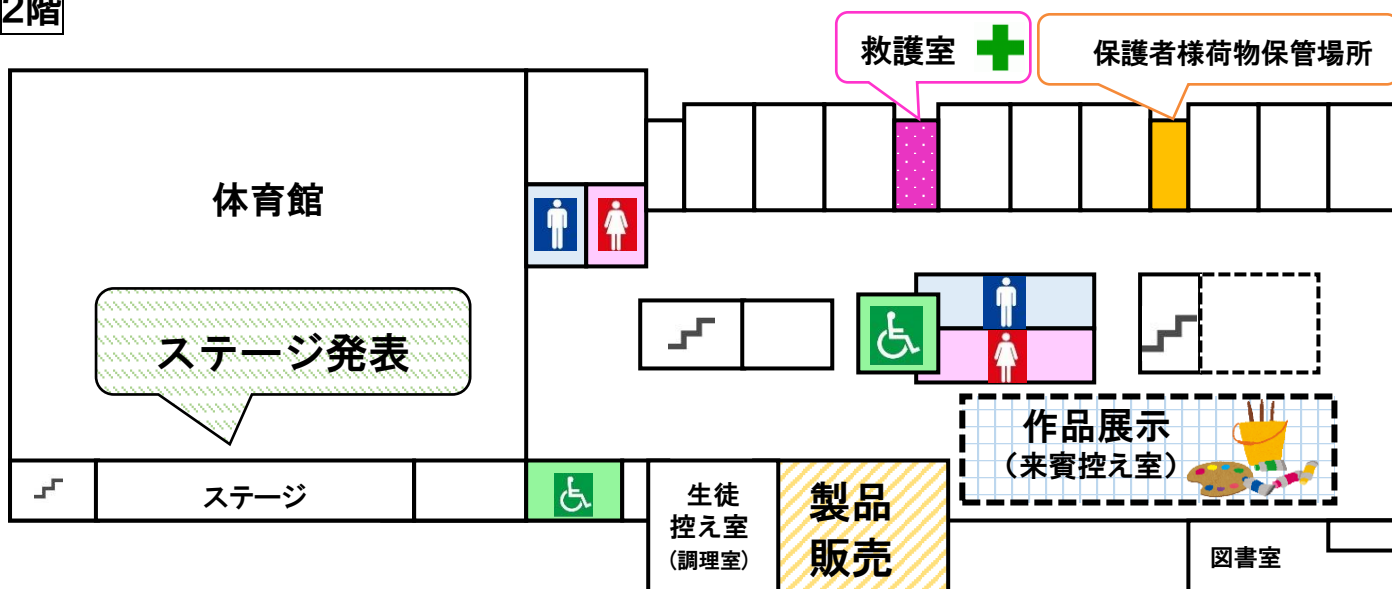 2階
救護室
保護者様荷物保管場所
体育館
ステージ発表
作品展示
（来賓控え室）
ステージ
生徒
控え室
（調理室）
製品
販売
図書室